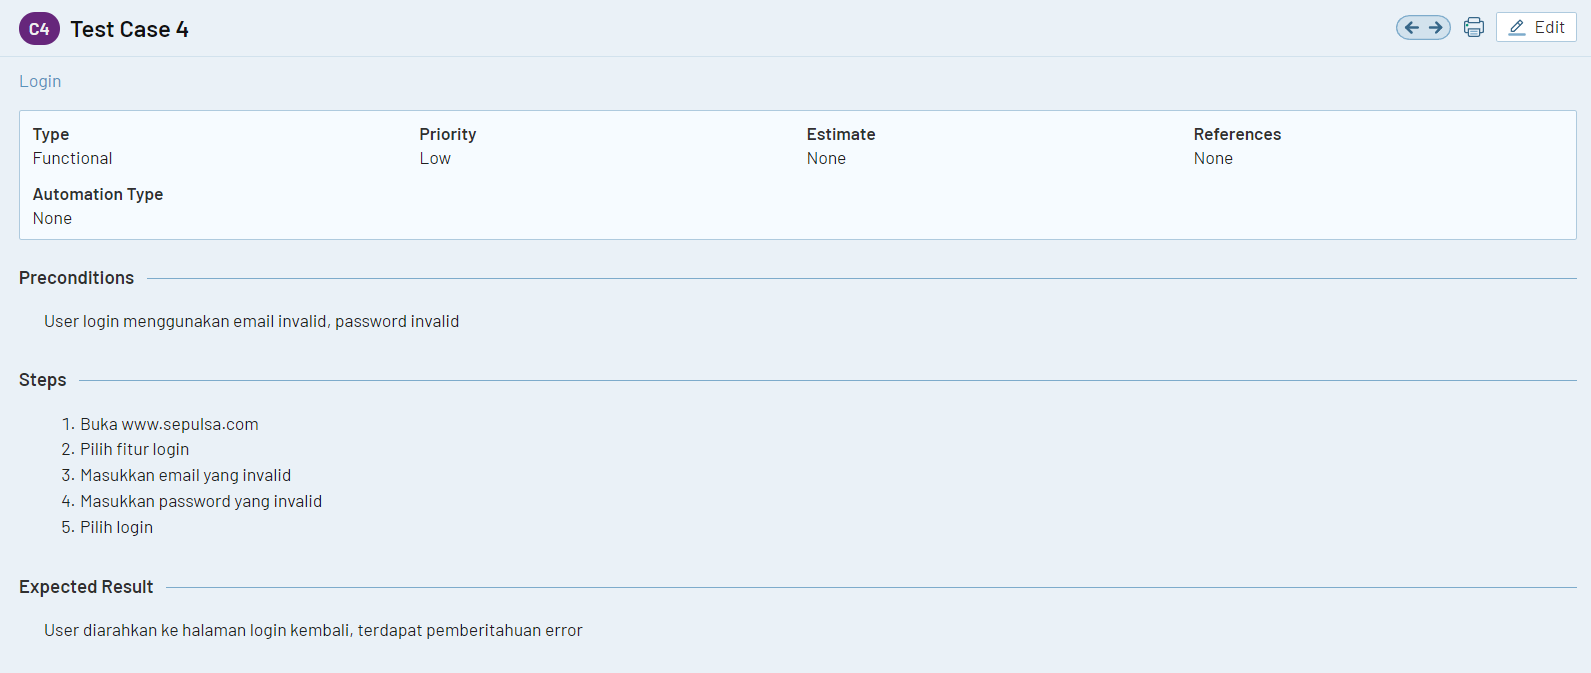 C4 Test Case 4
Edit
Login
Type Priority Estimate References
Functional Low None None
Automation Type
None
Preconditions
User login menggunakan email invalid, password invalid
Steps
1. Buka www.sepulsa.com
2. Pilih fitur login
3. Masukkan email yang invalid
4. Masukkan password yang invalid
5. Pilih login
Expected Result
User diarahkan ke halaman login kembali, terdapat pemberitahuan error